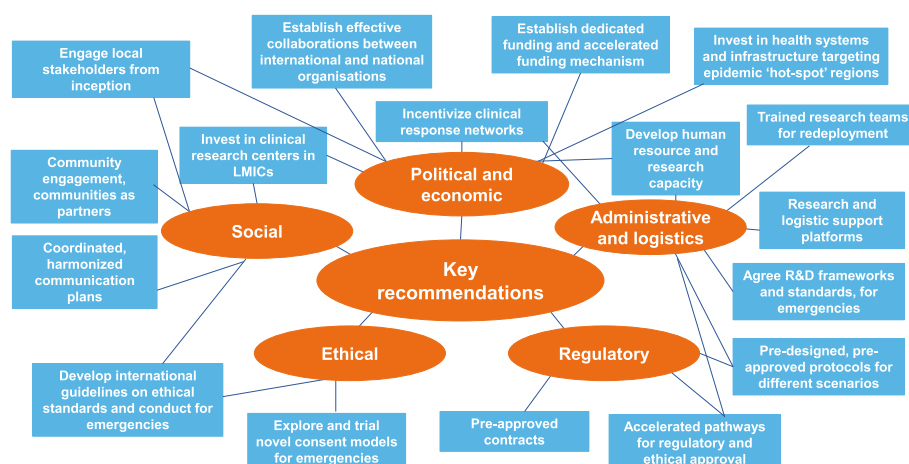 Engage local
stakeholders from
inception
Establish effective
collaborations between
international and national
organisations
Establish dedicated
funding and accelerated
funding mechanism
Invest in health systems
and infrastructure targeting
epidemic ‘hot-spot’ regions
Invest in clinical
research centers in
LMICs
Incentivize clinical
response networks
Develop human
resource and
research
capacity
Trained research teams
for redeployment
Community
engagement,
communities as
partners
Political and
economic
Social
Administrative
and logistics
Research and
logistic support
platforms
Coordinated,
harmonized
communication
plans
Key
recommendations
Agree R&D frameworks
and standards, for
emergencies
Ethical
Regulatory
Pre-designed, pre-
approved protocols for
different scenarios
Develop international
guidelines on ethical
standards and conduct for
emergencies
Explore and trial
novel consent models
for emergencies
Pre-approved
contracts
Accelerated pathways
for regulatory and
ethical approval